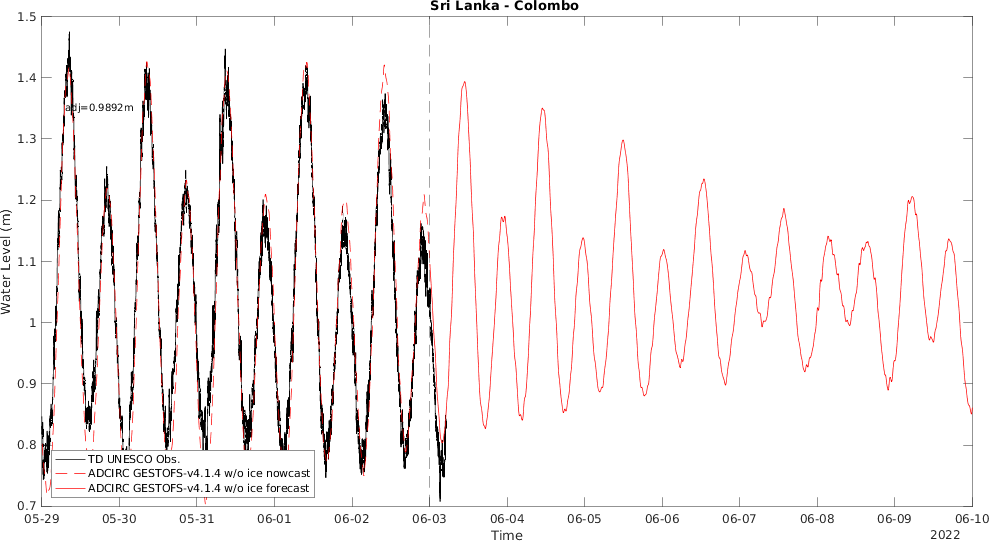 Sri Lanka - Colombo
1.5
1.4
adj=0.9892m
1.3
1.2
1.1
1
0.9
0.8
0.7
Water Level (m)
TD UNESCO Obs.
ADCIRC GESTOFS-v4.1.4 w/o ice nowcast
ADCIRC GESTOFS-v4.1.4 w/o ice forecast
05-29 05-30 05-31 06-01 06-02 06-03 06-04 06-05 06-06 06-07 06-08 06-09 06-10
Time
2022